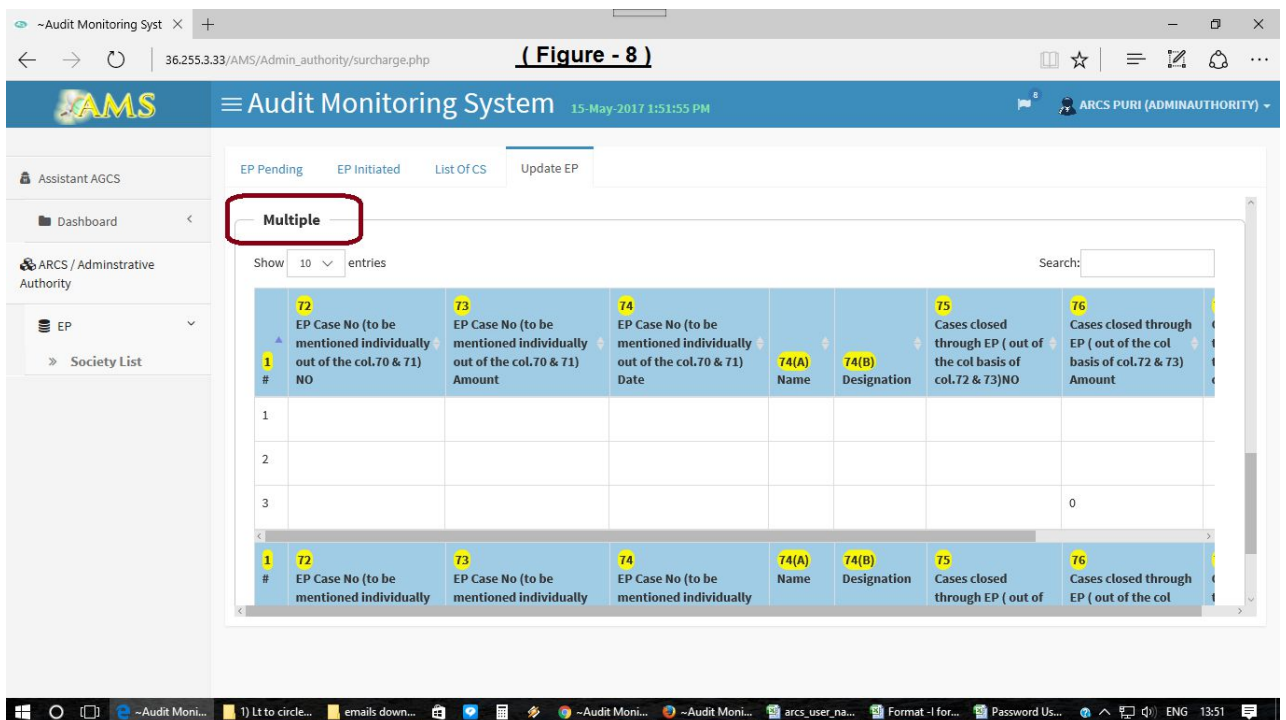 ~Audit Monitoring Syst
( Figure - 8 )
36.255.3.33/AMS/Admin_authority/surcharge.php
AMS
Audit Monitoring System 15-May-2017 1:51:55 PM
8
ARCS PURI (ADMINAUTHORITY)
Assistant AGCS
Dashboard
ARCS / Adminstrative
Authority
EP
Society List
EP Pending EP Initiated List Of CS Update EP
Multiple
Show 10 entries Search:
1
#
72
EP Case No (to be
mentioned individually
out of the col.70 & 71)
NO
73
EP Case No (to be
mentioned individually
out of the col.70 & 71)
Amount
74
EP Case No (to be
mentioned individually
out of the col.70 & 71)
Date
74(A)
Name
74(B)
Designation
75
Cases closed
through EP ( out of
the col basis of
col.72 & 73)NO
76
Cases closed through
EP ( out of the col
basis of col.72 & 73)
Amount
1
2
3 0
1
#
72
EP Case No (to be
mentioned individually
73
EP Case No (to be
mentioned individually
74
EP Case No (to be
mentioned individually
74(A)
Name
74(B)
Designation
75
Cases closed
through EP ( out of
76
Cases closed through
EP ( out of the col
~Audit Moni... 1) Lt to circle... emails down... ~Audit Moni... ~Audit Moni... arcs_user_na... Format -I for... Password Us... ENG 13:51